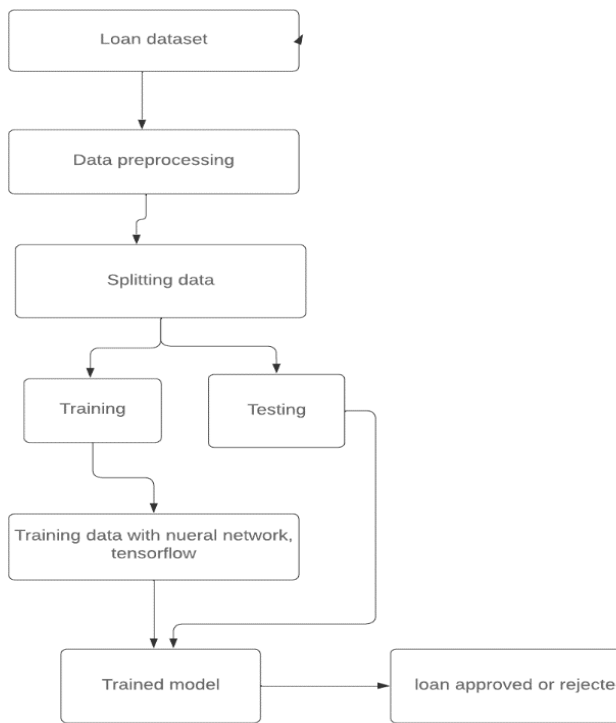 Loan dataset
Data preprocessing
Splitting data
Training
Testing
Training data with nueral network,
tensorflow
Trained model
loan approved or rejecte